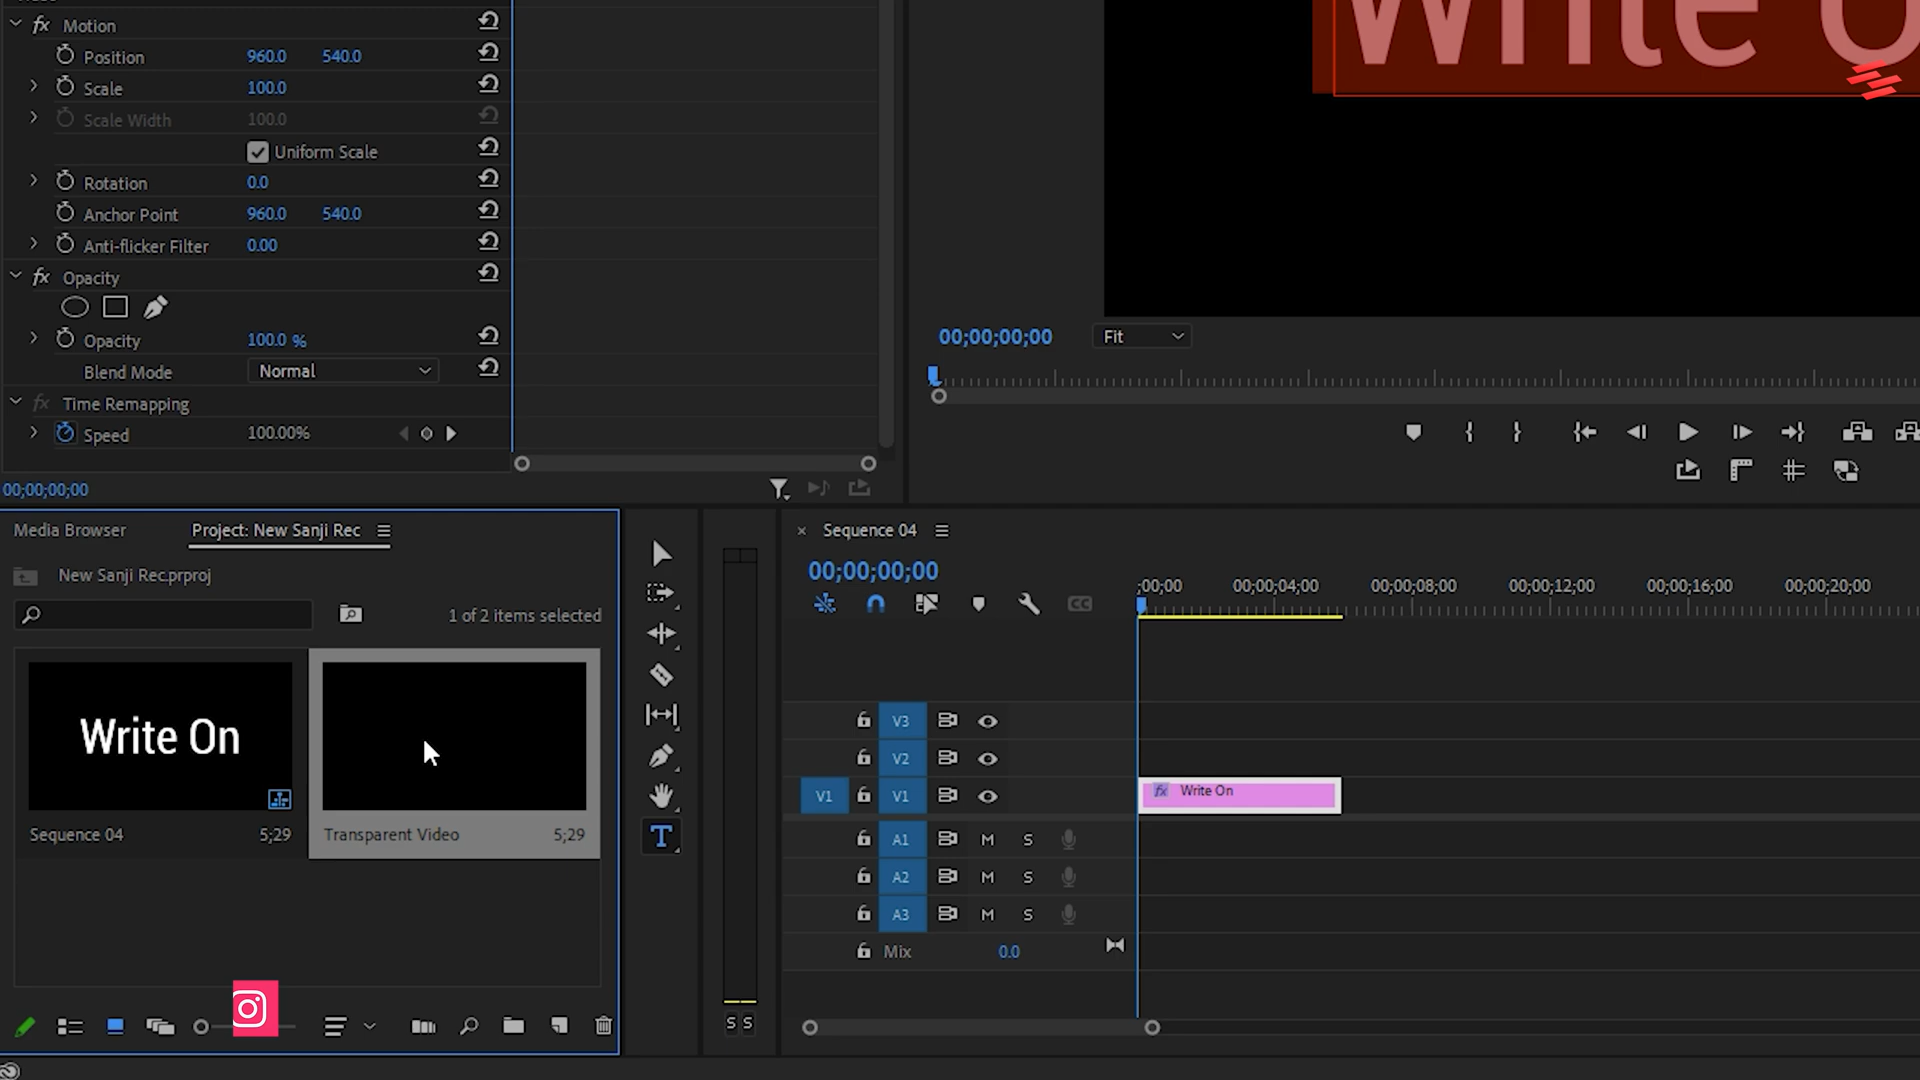 Motion
Position 960.0 540.0
Scale 100.0
Scale Width 100.0
Uniform Scale
Rotation 0.0
Anchor Point 960.0 540.0
Anti-flicker Filter 0.00
fx Opacity
Opacity 100.0 %
Blend Mode Normal
fx Time Remapping
Speed 100.00%
00;00;00;00
Write O
00;00;00;00 Fit
Media Browser Project: New Sanji Rec
New Sanji Rec.prproj
1 of 2 items selected
Write On
Sequence 04 5;29
Transparent Video 5;29
T
S S
× Sequence 04
00;00;00;00
;00;00 00;00;04;00 00;00;08;00 00;00;12;00 00;00;16;00 00;00;20;00
CC
V3
V2
V1 V1
fx Write On
A1 M S
A2 M S
A3 M S
Mix 0.0